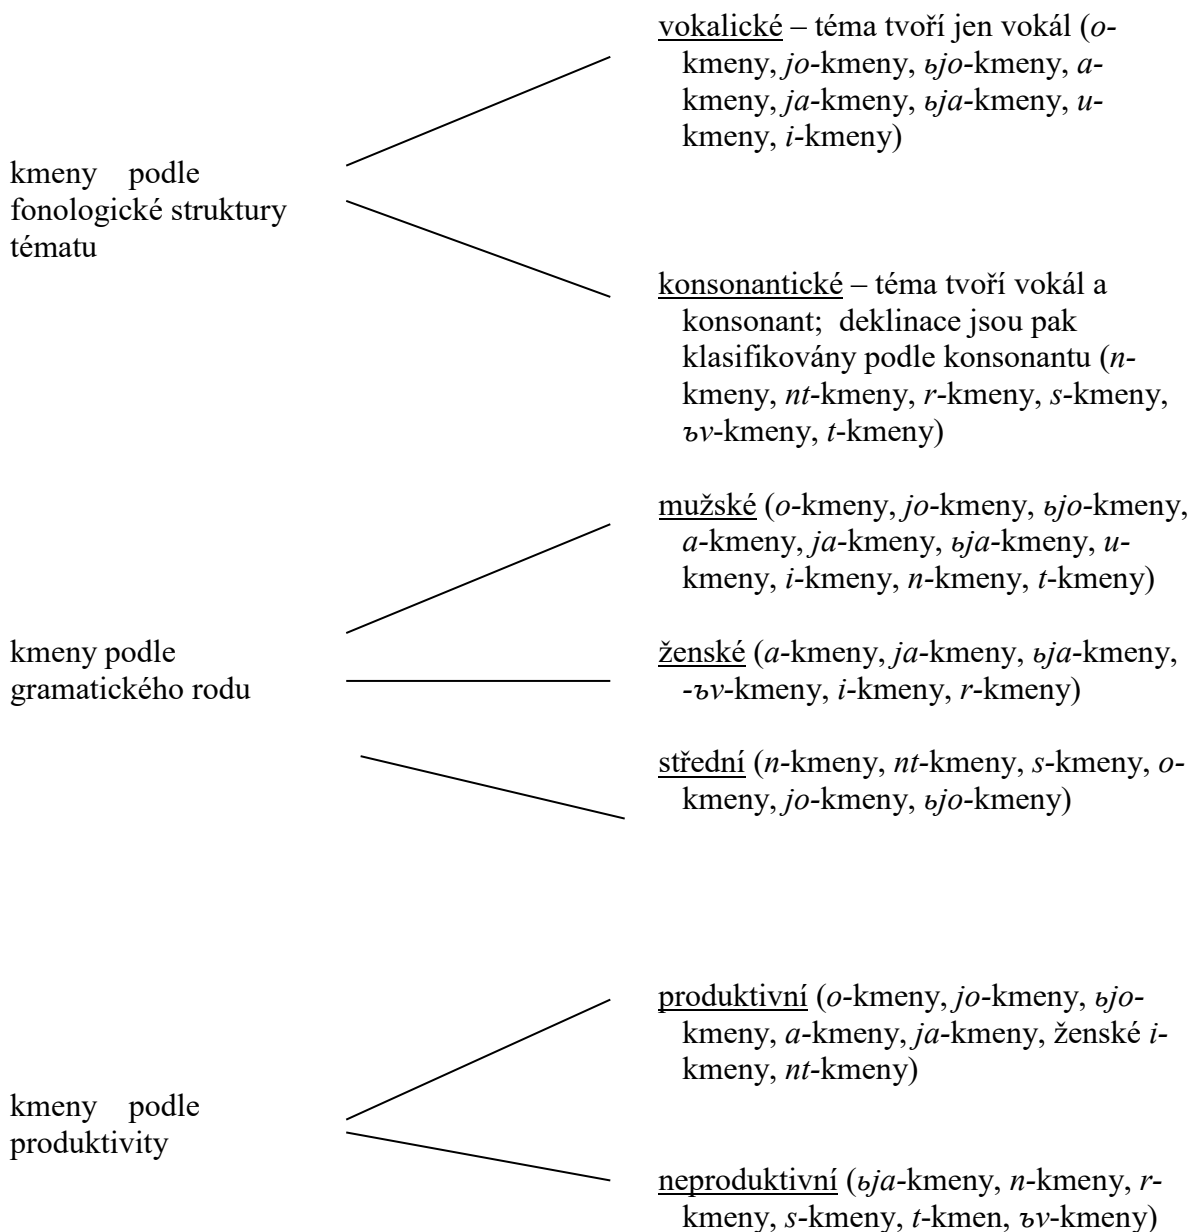 vokalické – téma tvoří jen vokál (o-
kmeny, jo-kmeny, ьjo-kmeny, a-
kmeny, ja-kmeny, ьja-kmeny, u-
kmeny, i-kmeny)
kmeny podle
fonologické struktury
tématu
konsonantické – téma tvoří vokál a
konsonant; deklinace jsou pak
klasifikovány podle konsonantu (n-
kmeny, nt-kmeny, r-kmeny, s-kmeny,
ъv-kmeny, t-kmeny)
mužské (o-kmeny, jo-kmeny, ьjo-kmeny,
a-kmeny, ja-kmeny, ьja-kmeny, u-
kmeny, i-kmeny, n-kmeny, t-kmeny)
kmeny podle
gramatického rodu
ženské (a-kmeny, ja-kmeny, ьja-kmeny,
-ъv-kmeny, i-kmeny, r-kmeny)
střední (n-kmeny, nt-kmeny, s-kmeny, o-
kmeny, jo-kmeny, ьjo-kmeny)
produktivní (o-kmeny, jo-kmeny, ьjo-
kmeny, a-kmeny, ja-kmeny, ženské i-
kmeny, nt-kmeny)
kmeny podle
produktivity
neproduktivní (ьja-kmeny, n-kmeny, r-
kmeny, s-kmeny, t-kmen, ъv-kmeny)